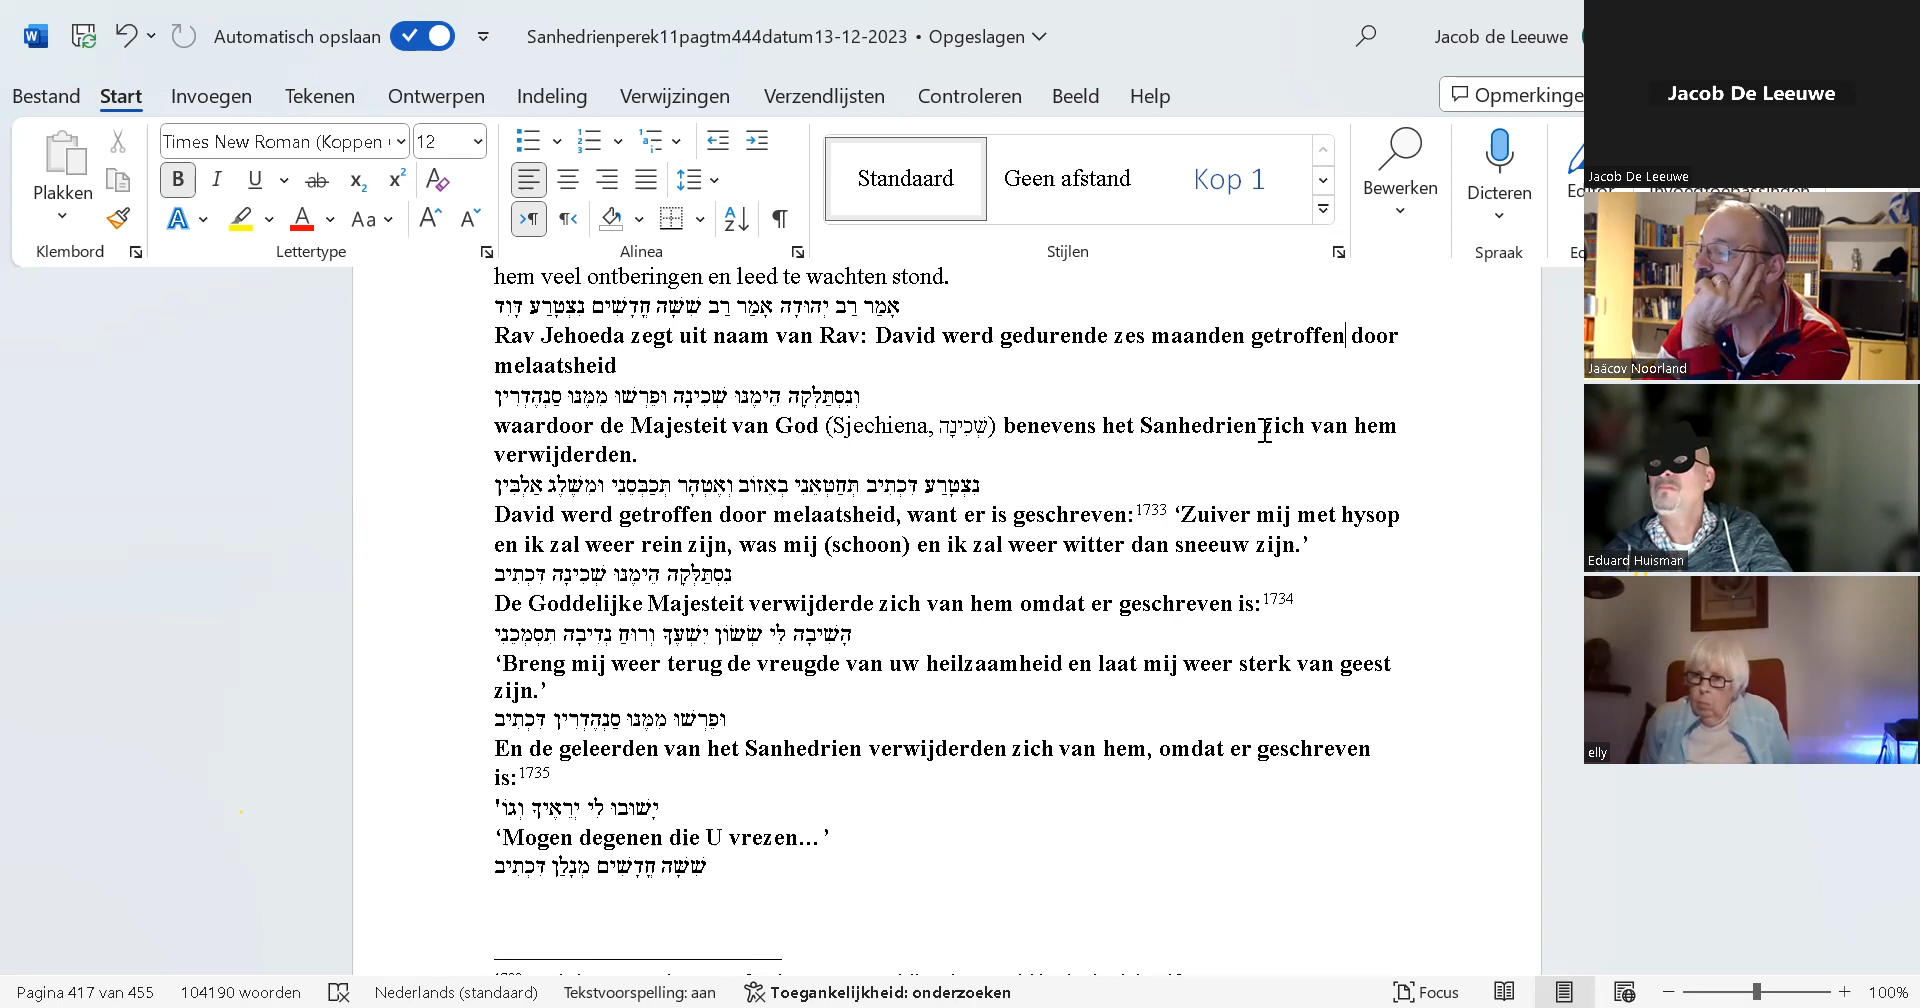 Automatisch opslaan
Sanhedrienperek11pagtm444datum13-12-2023 • Opgeslagen
Jacob de Leeuwe
Bestand Start Invoegen Tekenen Ontwerpen Indeling Verwijzingen Verzendlijsten Controleren Beeld Help
Opmerkinge
Plakken
Klembord
Times New Roman (Koppen
12
Lettertype
Alinea
Standaard Geen afstand Kop 1
Stijlen
Bewerken
Dicteren
Spraak
hem veel ontberingen en leed te wachten stond.
אָמַר רַב יְהוּדָה אָמַר רַב שִׁשָּׁה חֳדָשִׁים נִצְטָרַע דָּוִד
Rav Jehoeda zegt uit naam van Rav: David werd gedurende zes maanden getroffen door
melaatsheid
וְנִסְתַּלְּקָה הֵימֶנּוּ שְׁכִינָה וּפֵרְשׁוּ מִמֶּנּוּ סַנְהֶדְרִין
waardoor de Majesteit van God (Sjechiena, שְׁכִינָה) benevens het Sanhedrien zich van hem
verwijderden.
נִצְטָרַע דִּכְתִיב תְּחַטְּאֵנִי בְאֵזוֹב וְאֶטְהָר תְּכַבְּסֵנִי וּמִשֶּׁלֶג אַלְבִּין
David werd getroffen door melaatsheid, want er is geschreven:1733 ‘Zuiver mij met hysop
en ik zal weer rein zijn, was mij (schoon) en ik zal weer witter dan sneeuw zijn.’
נִסְתַּלְּקָה הֵימֶנּוּ שְׁכִינָה דִּכְתִיב
De Goddelijke Majesteit verwijderde zich van hem omdat er geschreven is:1734
הָשִׁיבָה לִּי שְׂשׂוֹן יִשְׁעֶךָ וְרוּחַ נְדִיבָה תִסְמְכֵנִי
‘Breng mij weer terug de vreugde van uw heilzaamheid en laat mij weer sterk van geest
zijn.’
וּפֵרְשׁוּ מִמֶּנּוּ סַנְהֶדְרִין דִּכְתִיב
En de geleerden van het Sanhedrien verwijderden zich van hem, omdat er geschreven
is:1735
יָשׁוּבוּ לִי יְרֵאֶיךָ וְגוֹ'
‘Mogen degenen die U vrezen…’
שִׁשָּׁה חֳדָשִׁים מְנָלַן דִּכְתִיב
Jacob De Leeuwe
Jacob De Leeuwe
Jaäcov Noorland
Eduard Huisman
elly
Pagina 417 van 455 104190 woorden Nederlands (standaard) Tekstvoorspelling: aan Toegankelijkheid: onderzoeken Focus 100%